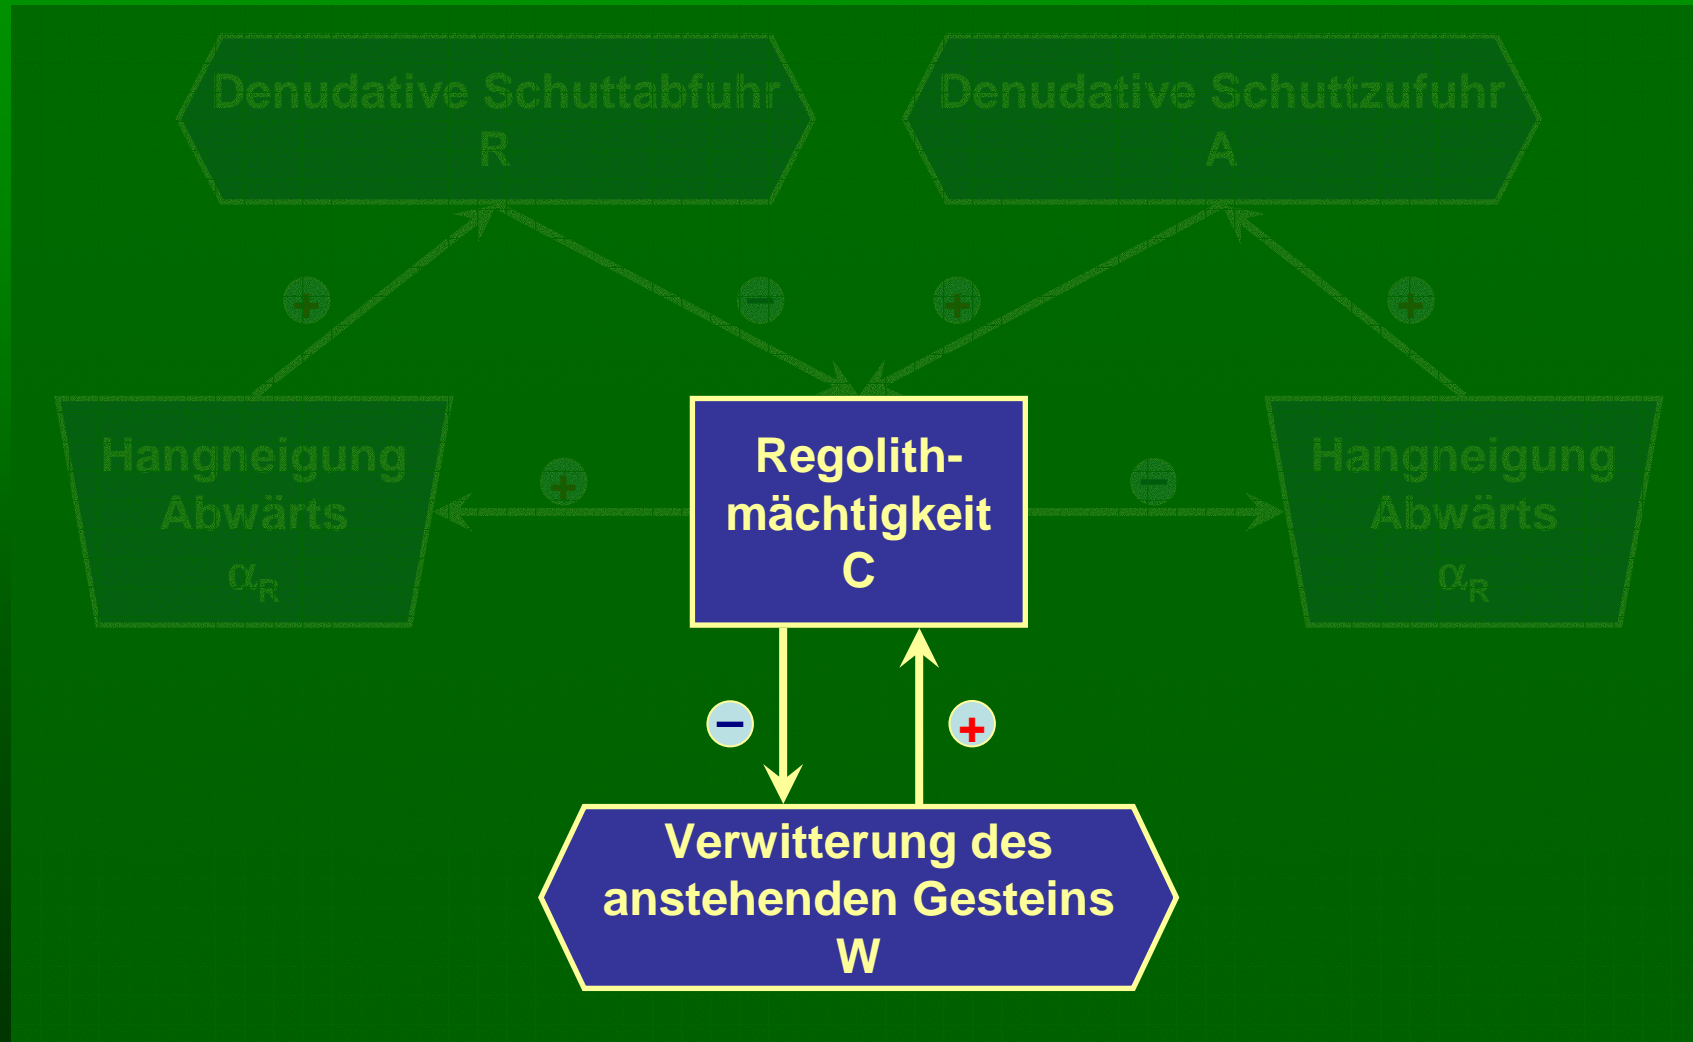 Denudative Schuttabfuhr
R
Denudative Schuttzufuhr
A
+
−
+
+
Hangneigung
Abwärts
αR
+
Regolith-
mächtigkeit
C
−
Hangneigung
Abwärts
αR
−
+
Verwitterung des
anstehenden Gesteins
W